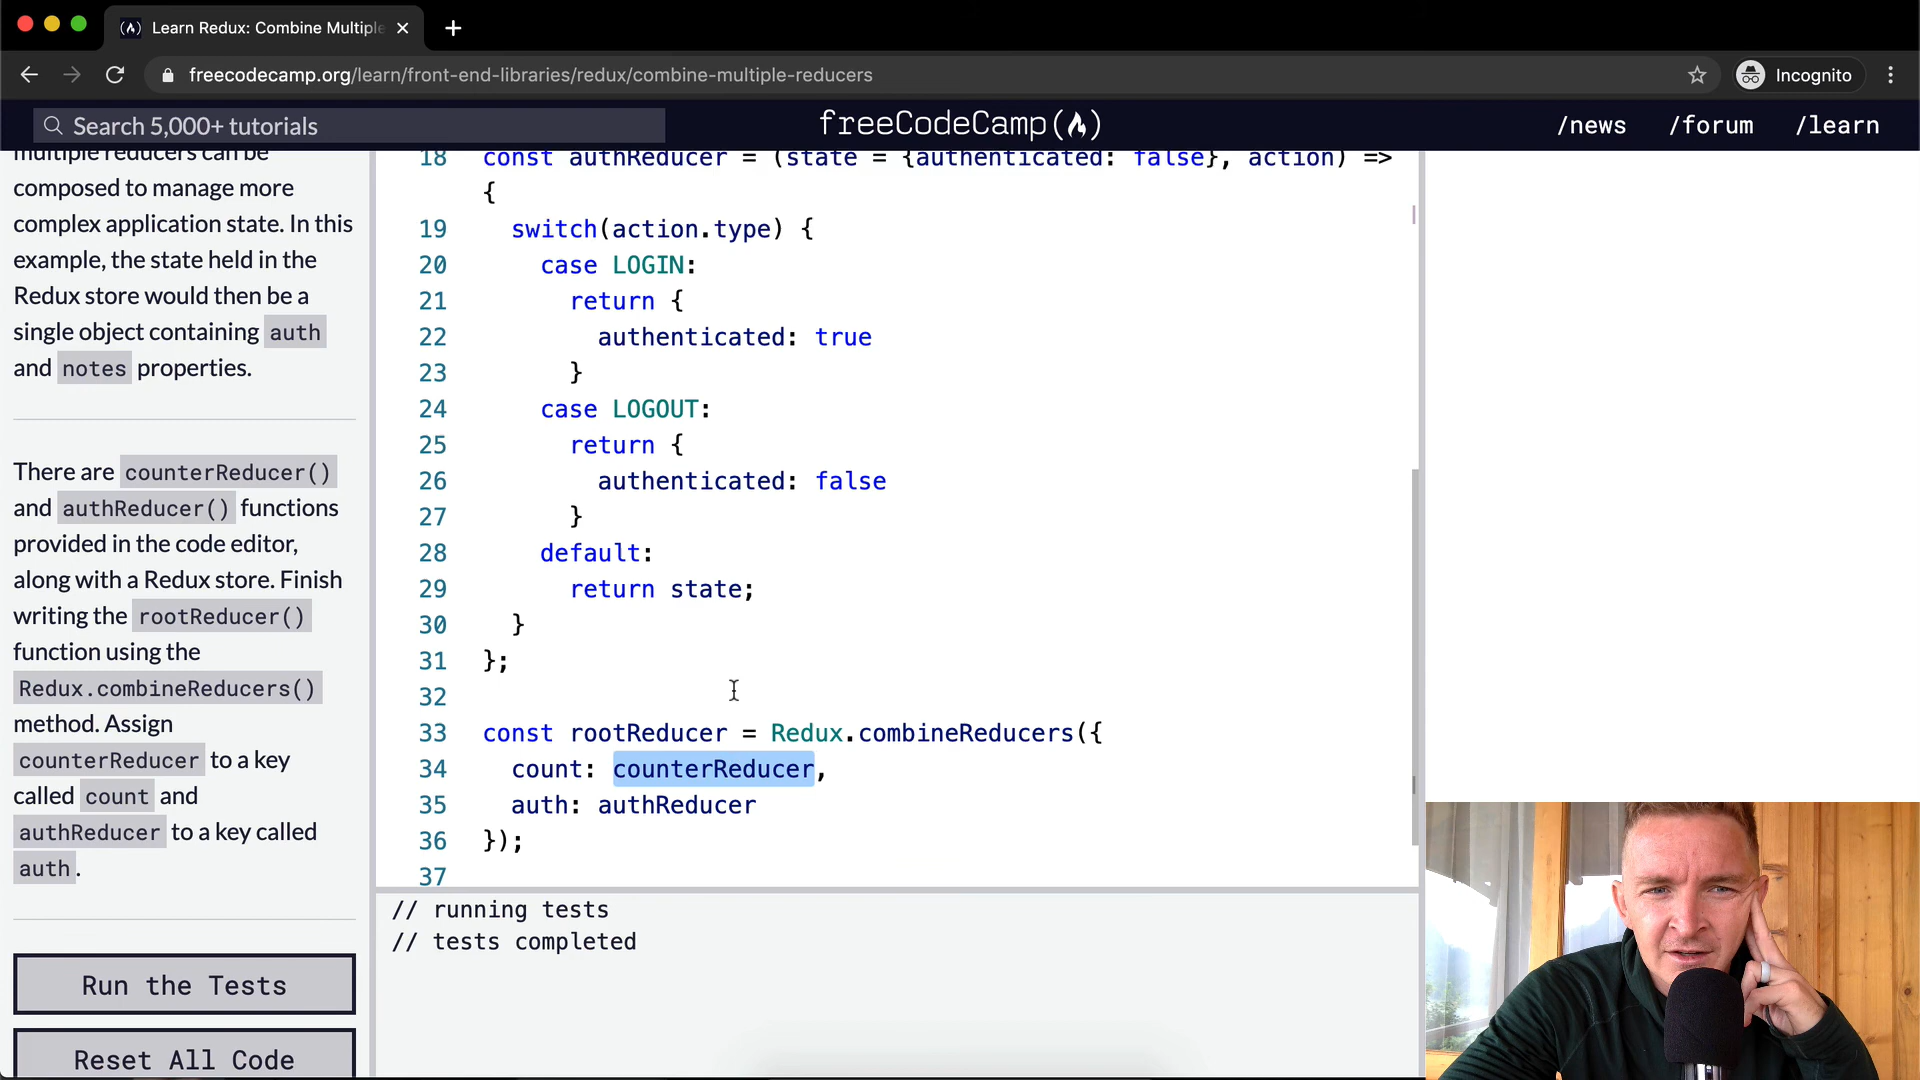 Learn Redux: Combine Multiple
freecodecamp.org/learn/front-end-libraries/redux/combine-multiple-reducers
Incognito
Search 5,000+ tutorials
freeCodeCamp
/news
/forum
/learn
multiple reducers can be
composed to manage more
complex application state. In this
example, the state held in the
Redux store would then be a
single object containing auth
and notes properties.
There are counterReducer()
and authReducer() functions
provided in the code editor,
along with a Redux store. Finish
writing the rootReducer()
function using the
Redux.combineReducers()
method. Assign
counterReducer to a key
called count and
authReducer to a key called
auth.
Run the Tests
Reset All Code
18 const authReducer = (state = {authenticated: false}, action) =>
{
19 switch(action.type) {
20 case LOGIN:
21 return {
22 authenticated: true
23 }
24 case LOGOUT:
25 return {
26 authenticated: false
27 }
28 default:
29 return state;
30 }
31 };
32
33 const rootReducer = Redux.combineReducers({
34 count: counterReducer,
35 auth: authReducer
36 });
37
// running tests
// tests completed